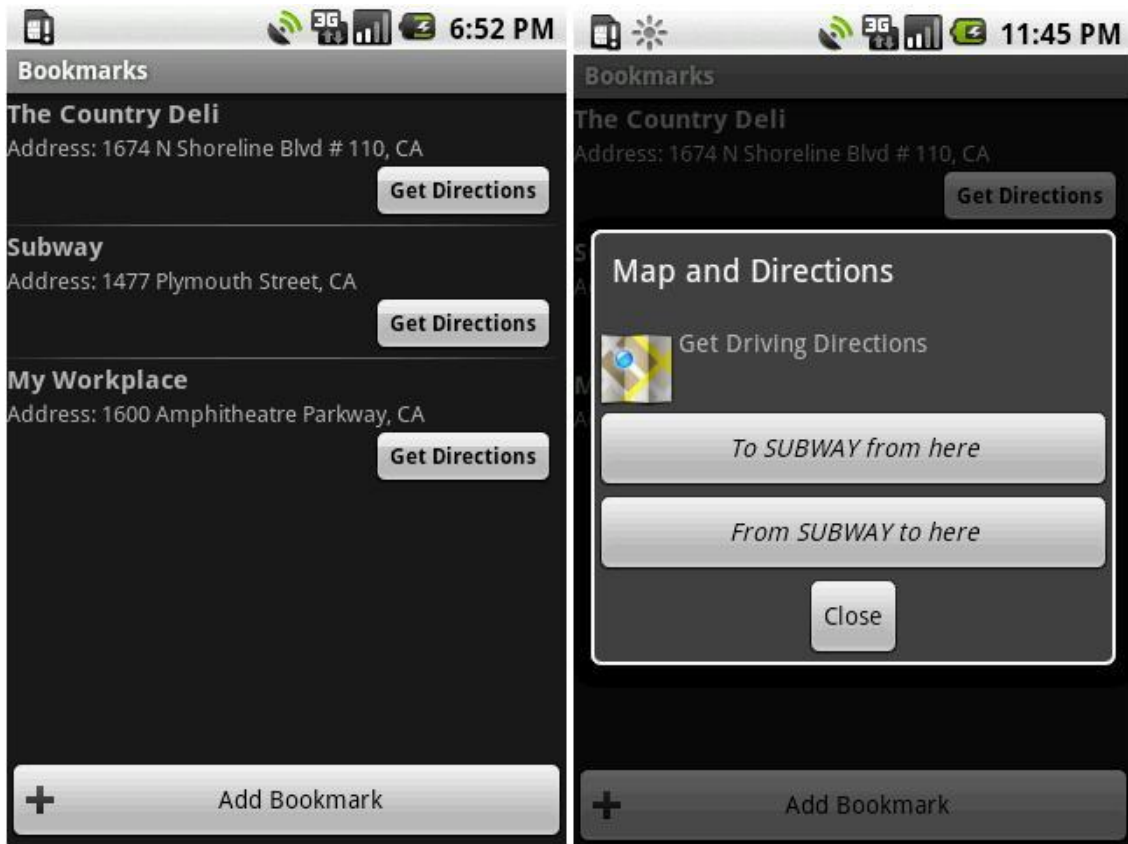 3G 6:52 PM
Bookmarks
The Country Deli
Address: 1674 N Shoreline Blvd # 110, CA
Get Directions
Subway
Address: 1477 Plymouth Street, CA
Get Directions
My Workplace
Address: 1600 Amphitheatre Parkway, CA
Get Directions
Add Bookmark
3G 11:45 PM
Bookmarks
The Country Deli
Address: 1674 N Shoreline Blvd # 110, CA
Get Directions
Map and Directions
Get Driving Directions
To SUBWAY from here
From SUBWAY to here
Close
Add Bookmark